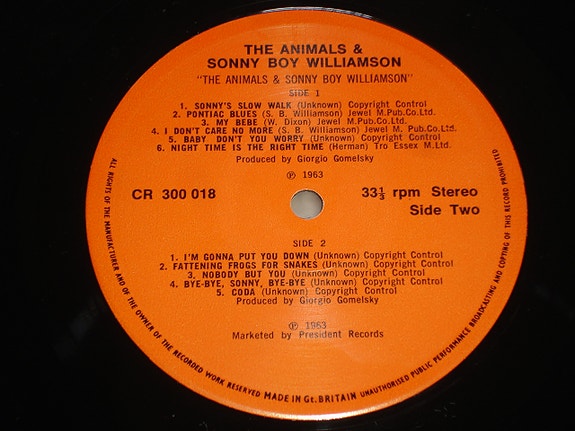 THE ANIMALS &
SONNY BOY WILLIAMSON
"THE ANIMALS & SONNY BOY WILLIAMSON"
SIDE 1
1. SONNY'S SLOW WALK (Unknown) Copyright Control
2. PONTIAC BLUES (S. B. Williamson) Jewel M.Pub.Co.Ltd.
3. MY BEBE (W. Dixon) Jewel M.Pub.Co.Ltd.
4. I DON'T CARE NO MORE (S. B. Williamson) Jewel M. Pub.Co.Ltd.
5. BABY DON'T YOU WORRY (Unknown) Copyright Control
6. NIGHT TIME IS THE RIGHT TIME (Herman) Tro Essex M.Ltd.
Produced by Giorgio Gomelsky
℗ 1963
CR 300 018
33⅓ rpm Stereo
Side Two
SIDE 2
1. I'M GONNA PUT YOU DOWN (Unknown) Copyright Control
2. FATTENING FROGS FOR SNAKES (Unknown) Copyright Control
3. NOBODY BUT YOU (Unknown) Copyright Control
4. BYE-BYE, SONNY, BYE-BYE (Unknown) Copyright Control
5. CODA (Unknown) Copyright Control
Produced by Giorgio Gomelsky
℗ 1963
Marketed by President Records
ALL RIGHTS OF THE MANUFACTURER AND OF THE OWNER OF THE RECORDED WORK RESERVED MADE IN Gt. BRITAIN UNAUTHORISED PUBLIC PERFORMANCE BROADCASTING AND COPYING OF THIS RECORD PROHIBITED